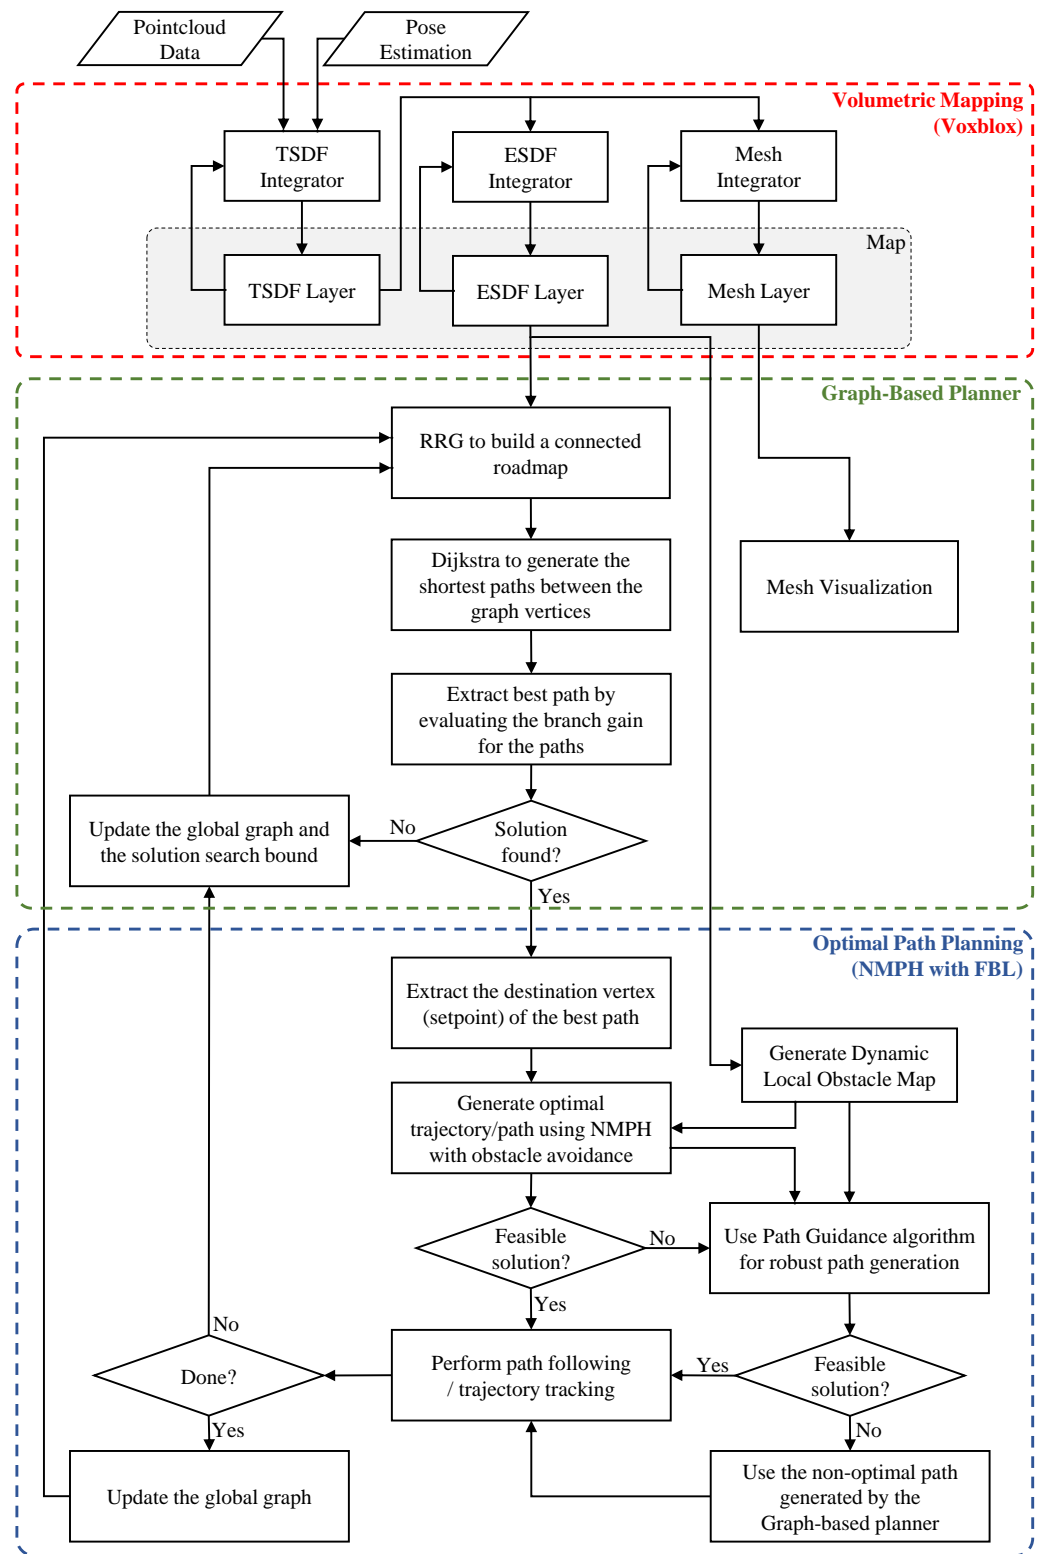 Pointcloud
Data
Pose
Estimation
Volumetric Mapping
(Voxblox)
TSDF
Integrator
ESDF
Integrator
Mesh
Integrator
Map
TSDF Layer
ESDF Layer
Mesh Layer
Graph-Based Planner
RRG to build a connected
roadmap
Dijkstra to generate the
shortest paths between the
graph vertices
Mesh Visualization
Extract best path by
evaluating the branch gain
for the paths
Update the global graph and
the solution search bound
No
Solution
found?
Yes
Optimal Path Planning
(NMPH with FBL)
Extract the destination vertex
(setpoint) of the best path
Generate Dynamic
Local Obstacle Map
Generate optimal
trajectory/path using NMPH
with obstacle avoidance
Feasible
solution?
No
Use Path Guidance algorithm
for robust path generation
Yes
No
Done?
Perform path following
/ trajectory tracking
Yes
Feasible
solution?
Yes
No
Update the global graph
Use the non-optimal path
generated by the
Graph-based planner